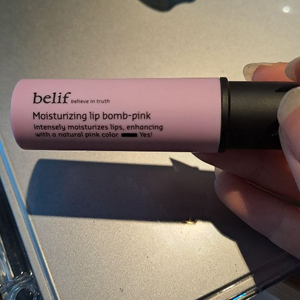 belif believe in truth
Moisturizing lip bomb-pink
Intensely moisturizes lips, enhancing
with a natural pink color Yes!